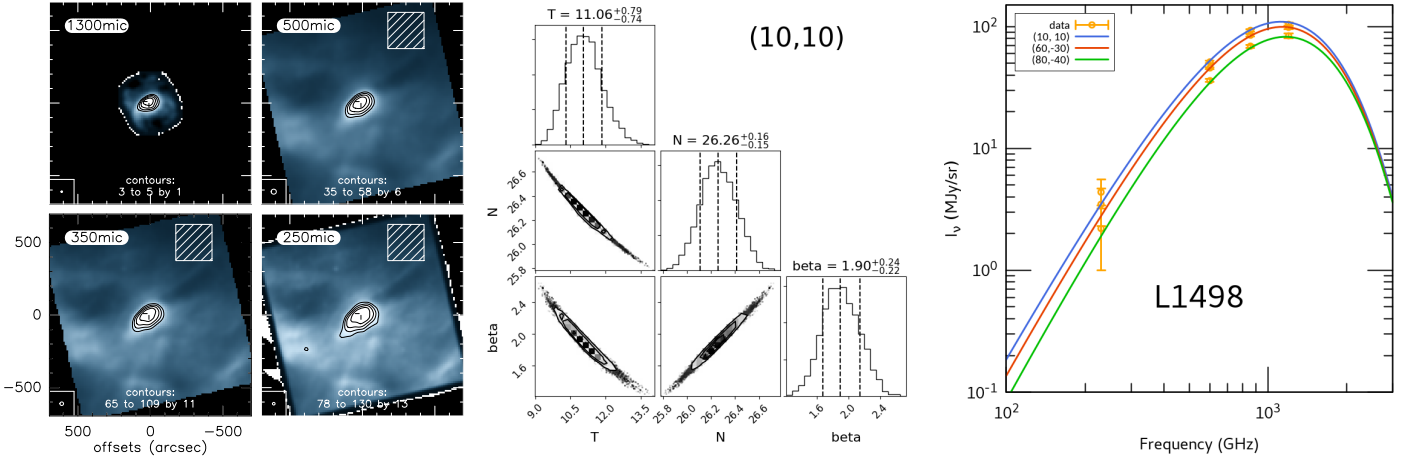 1300mic
contours:
3 to 5 by 1
500mic
contours:
35 to 58 by 6
350mic
contours:
65 to 109 by 11
250mic
contours:
78 to 130 by 13
500
0
−500
500 0 −500
offsets (arcsec)
T = 11.06 +0.79 −0.74
(10,10)
N = 26.26 +0.16 −0.15
N
26.6
26.4
26.2
26.0
25.8
beta = 1.90 +0.24 −0.22
beta
2.4
2.0
1.6
9.0 10.5 12.0 13.5
T
25.8 26.0 26.2 26.4 26.6
N
1.6 2.0 2.4
beta
data
(10, 10)
(60,-30)
(80,-40)
L1498
Iν (MJy/sr)
10²
10¹
10⁰
10⁻¹
10² 10³
Frequency (GHz)